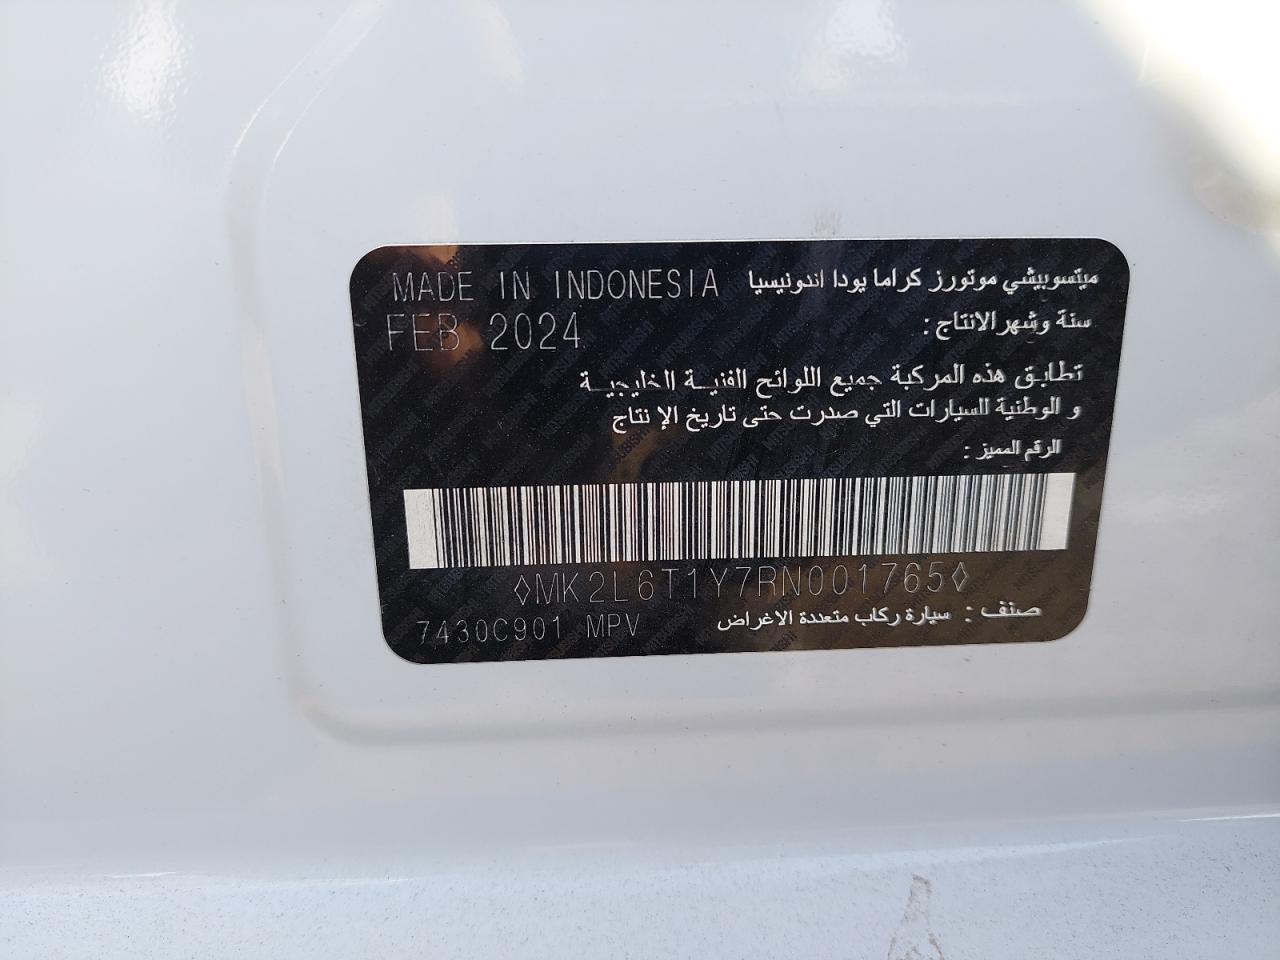 MADE IN INDONESIA ميتسوبيشي موتورز كراما يودا اندونيسيا
FEB 2024 سنة وشهر الانتاج :
تطابق هذه المركبة جميع اللوائح الفنية الخليجية
و الوطنية للسيارات التي صدرت حتى تاريخ الإ نتاج
الرقم المميز :
◊MK2L6T1Y7RN001765◊
7430C901 MPV صنف : سيارة ركاب متعددة الاغراض